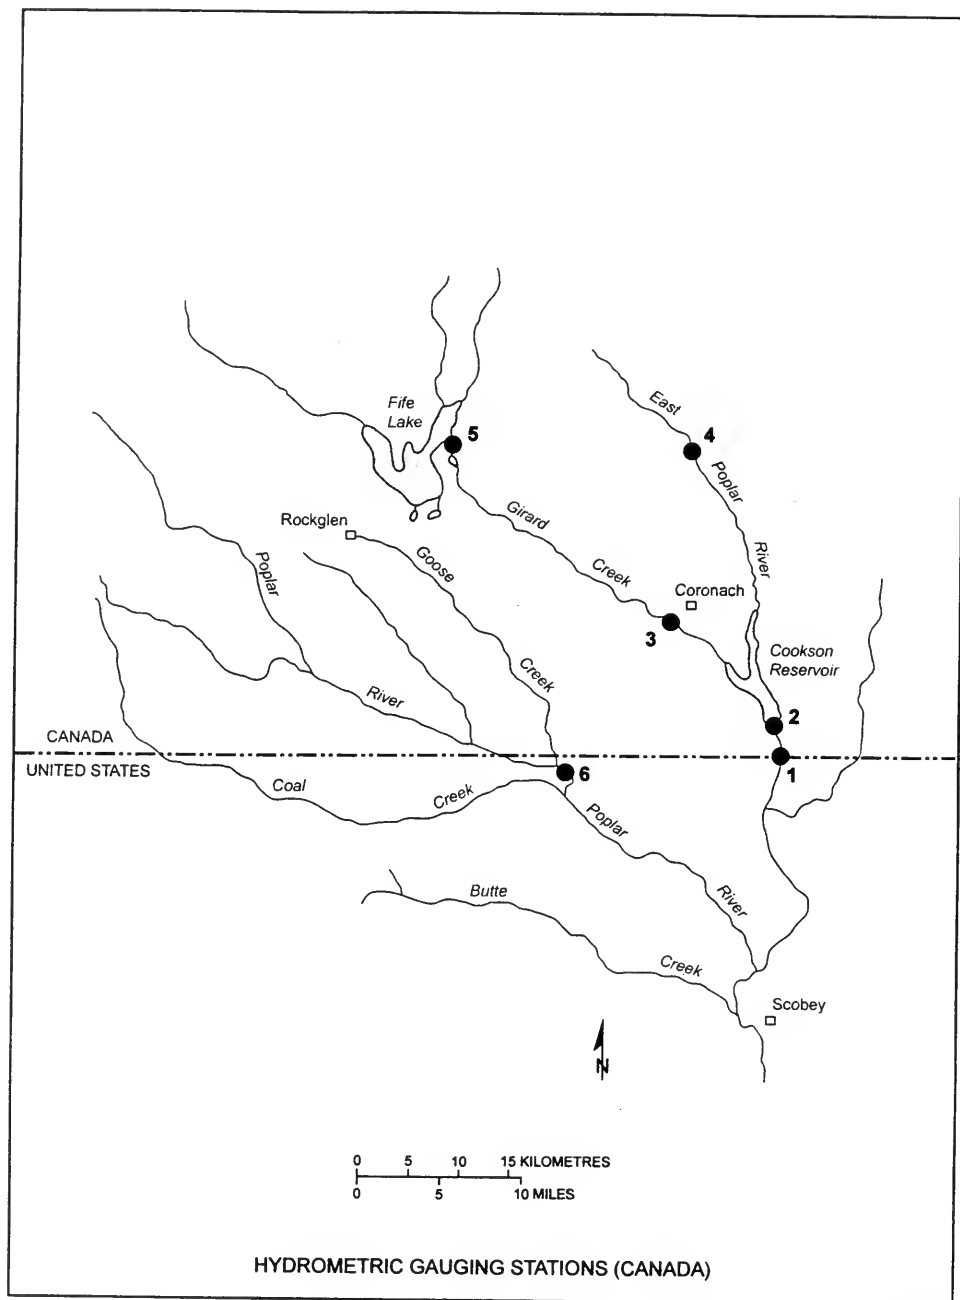 Fife
Lake
5
East
4
Poplar
River
Rockglen
Girard
Creek
Goose
Creek
Coronach
3
Poplar
River
Cookson
Reservoir
2
CANADA
UNITED STATES
1
6
Coal
Creek
Poplar
River
Butte
Creek
Scobey
N
0 5 10 15 KILOMETRES
0 5 10 MILES
HYDROMETRIC GAUGING STATIONS (CANADA)